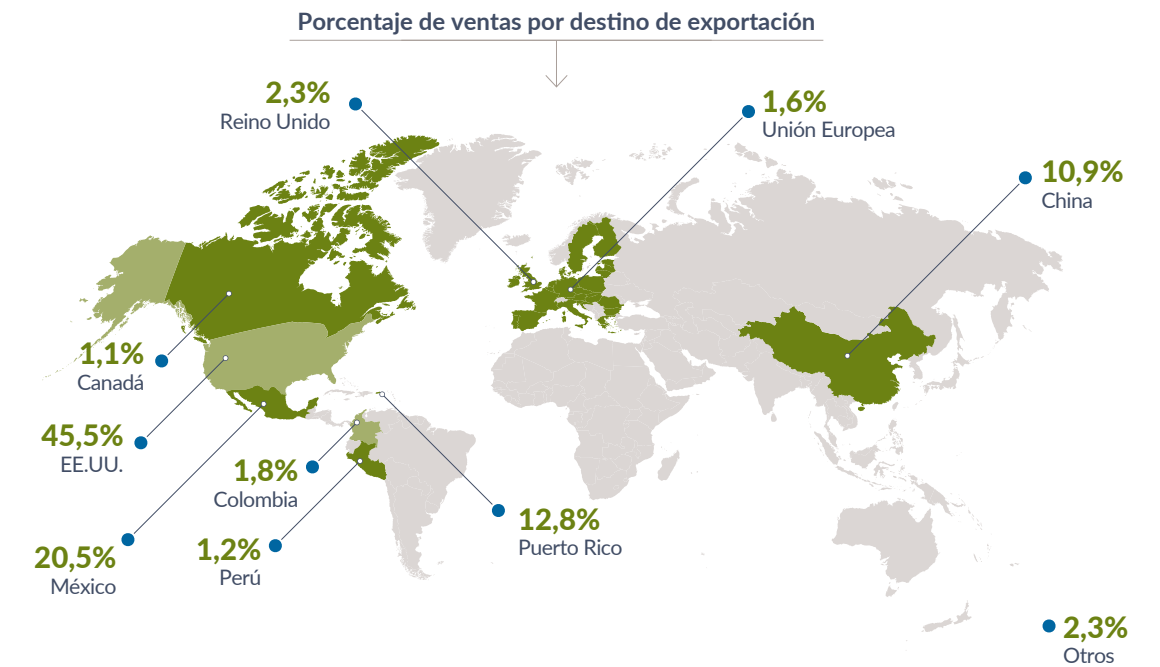 Porcentaje de ventas por destino de exportación
2,3%
Reino Unido
1,6%
Unión Europea
10,9%
China
1,1%
Canadá
45,5%
EE.UU.
1,8%
Colombia
12,8%
Puerto Rico
20,5%
México
1,2%
Perú
2,3%
Otros